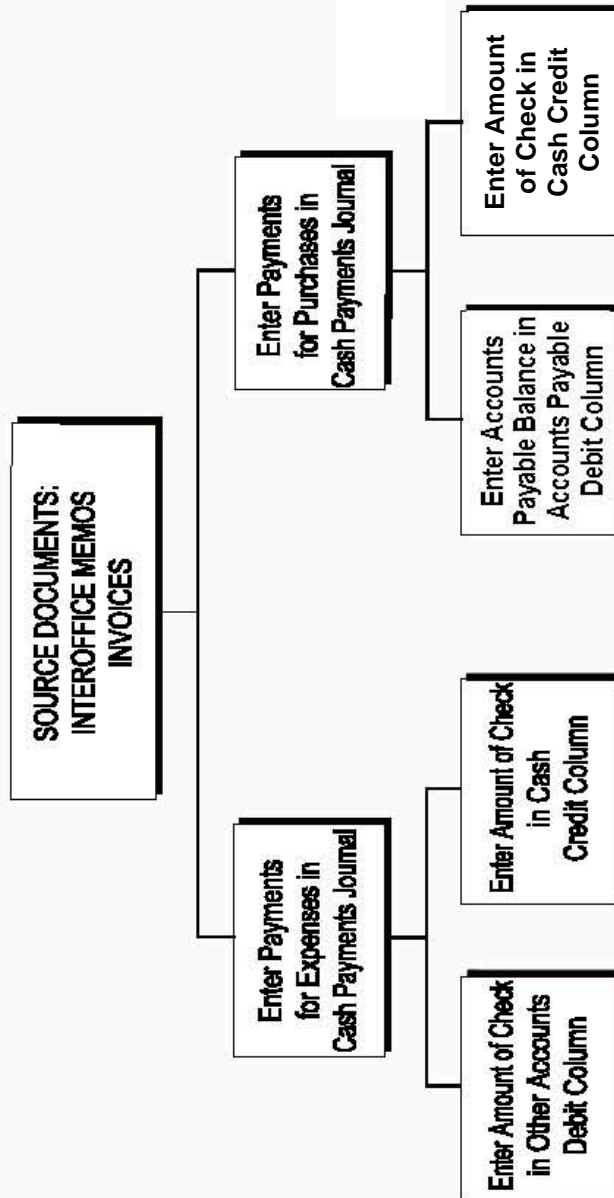 SOURCE DOCUMENTS:
INTEROFFICE MEMOS
INVOICES
Enter Payments
for Expenses in
Cash Payments Journal
Enter Payments
for Purchases in
Cash Payments Journal
Enter Amount of Check
in Other Accounts
Debit Column
Enter Amount of Check
in Cash
Credit Column
Enter Accounts
Payable Balance in
Accounts Payable
Debit Column
Enter Amount
of Check in
Cash Credit
Column